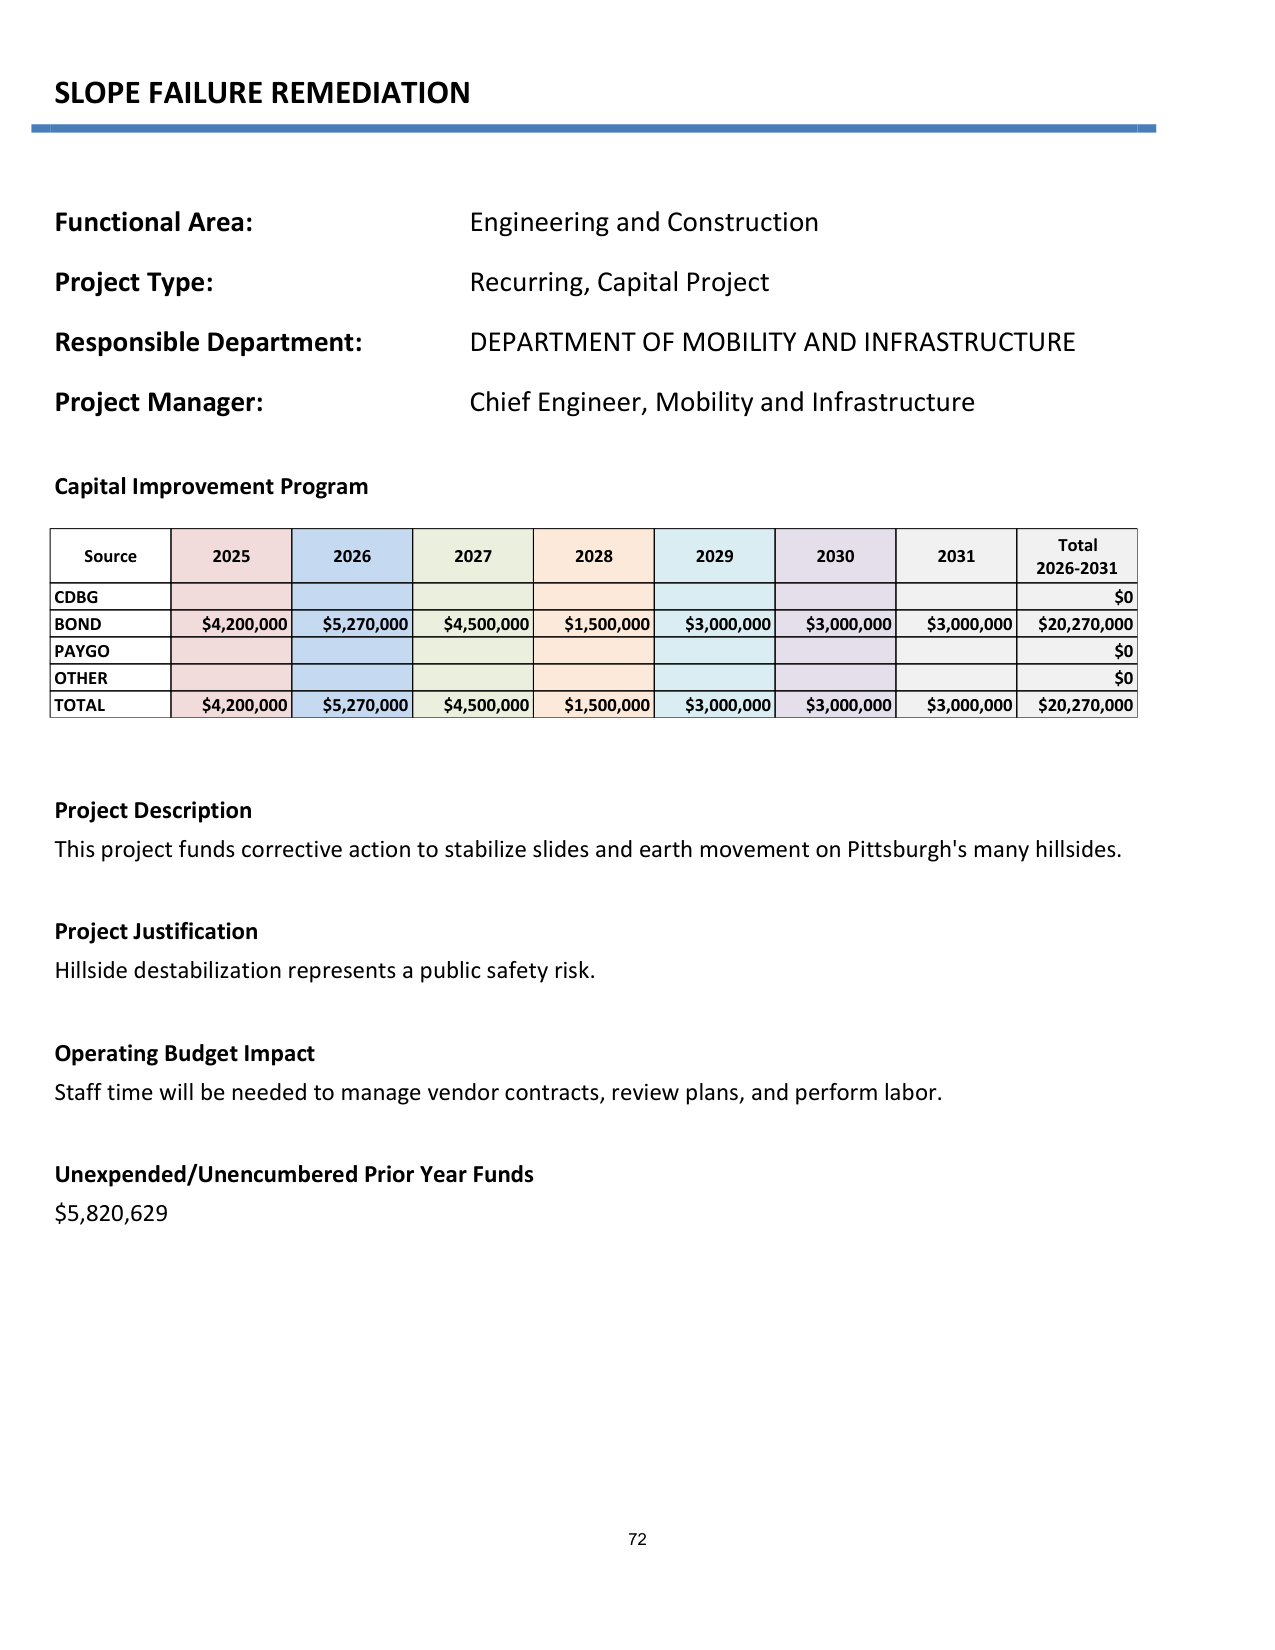 SLOPE FAILURE REMEDIATION
Functional Area: Engineering and Construction
Project Type: Recurring, Capital Project
Responsible Department: DEPARTMENT OF MOBILITY AND INFRASTRUCTURE
Project Manager: Chief Engineer, Mobility and Infrastructure
Capital Improvement Program
Source 2025 2026 2027 2028 2029 2030 2031 Total 2026-2031
CDBG $0
BOND $4,200,000 $5,270,000 $4,500,000 $1,500,000 $3,000,000 $3,000,000 $3,000,000 $20,270,000
PAYGO $0
OTHER $0
TOTAL $4,200,000 $5,270,000 $4,500,000 $1,500,000 $3,000,000 $3,000,000 $3,000,000 $20,270,000
Project Description
This project funds corrective action to stabilize slides and earth movement on Pittsburgh's many hillsides.
Project Justification
Hillside destabilization represents a public safety risk.
Operating Budget Impact
Staff time will be needed to manage vendor contracts, review plans, and perform labor.
Unexpended/Unencumbered Prior Year Funds
$5,820,629
72